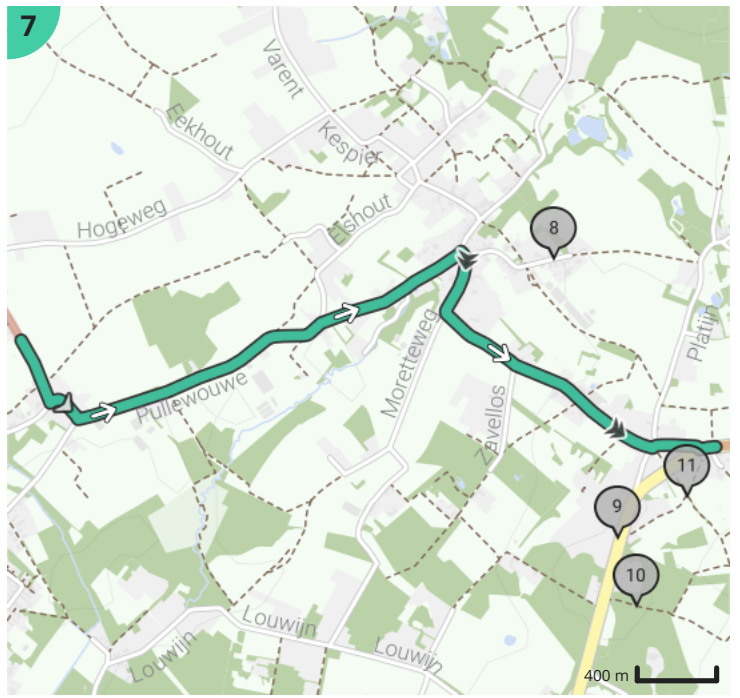 7
Varent
Eekhout
Kespier
Hogeweg
Elshout
8
Platijn
Moretteweg
Pullewouwe
Zavellos
11
9
10
Louwijn
Louwijn
Louwijn
400 m